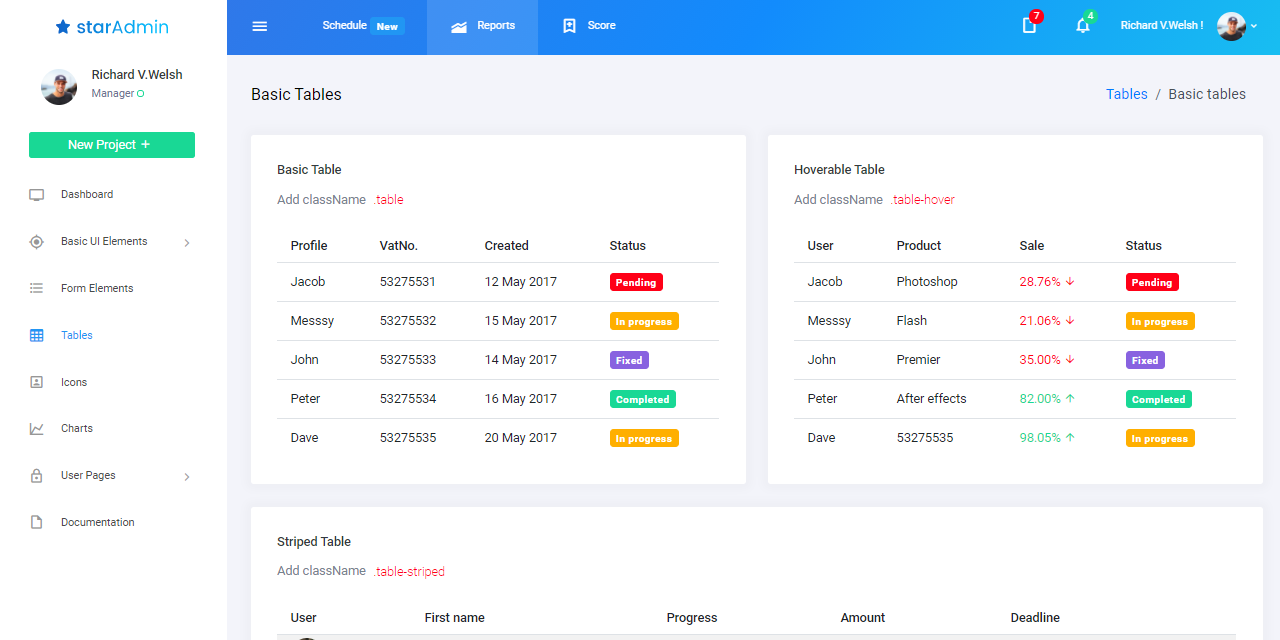 starAdmin
Schedule New
Reports
Score
7
4
Richard V.Welsh !
Richard V.Welsh
Manager
New Project +
Dashboard
Basic UI Elements
Form Elements
Tables
Icons
Charts
User Pages
Documentation
Basic Tables
Tables / Basic tables
Basic Table
Add className .table
Profile VatNo. Created Status
Jacob 53275531 12 May 2017 Pending
Messsy 53275532 15 May 2017 In progress
John 53275533 14 May 2017 Fixed
Peter 53275534 16 May 2017 Completed
Dave 53275535 20 May 2017 In progress
Hoverable Table
Add className .table-hover
User Product Sale Status
Jacob Photoshop 28.76% ↓ Pending
Messsy Flash 21.06% ↓ In progress
John Premier 35.00% ↓ Fixed
Peter After effects 82.00% ↑ Completed
Dave 53275535 98.05% ↑ In progress
Striped Table
Add className .table-striped
User First name Progress Amount Deadline